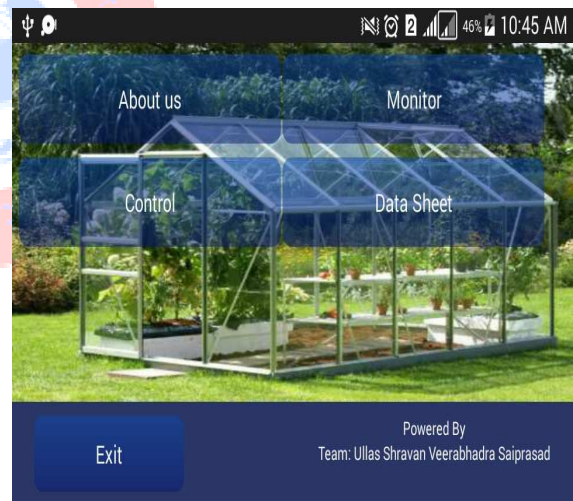 2 46% 10:45 AM
About us Monitor
Control Data Sheet
Exit
Powered By
Team: Ullas Shravan Veerabhadra Saiprasad